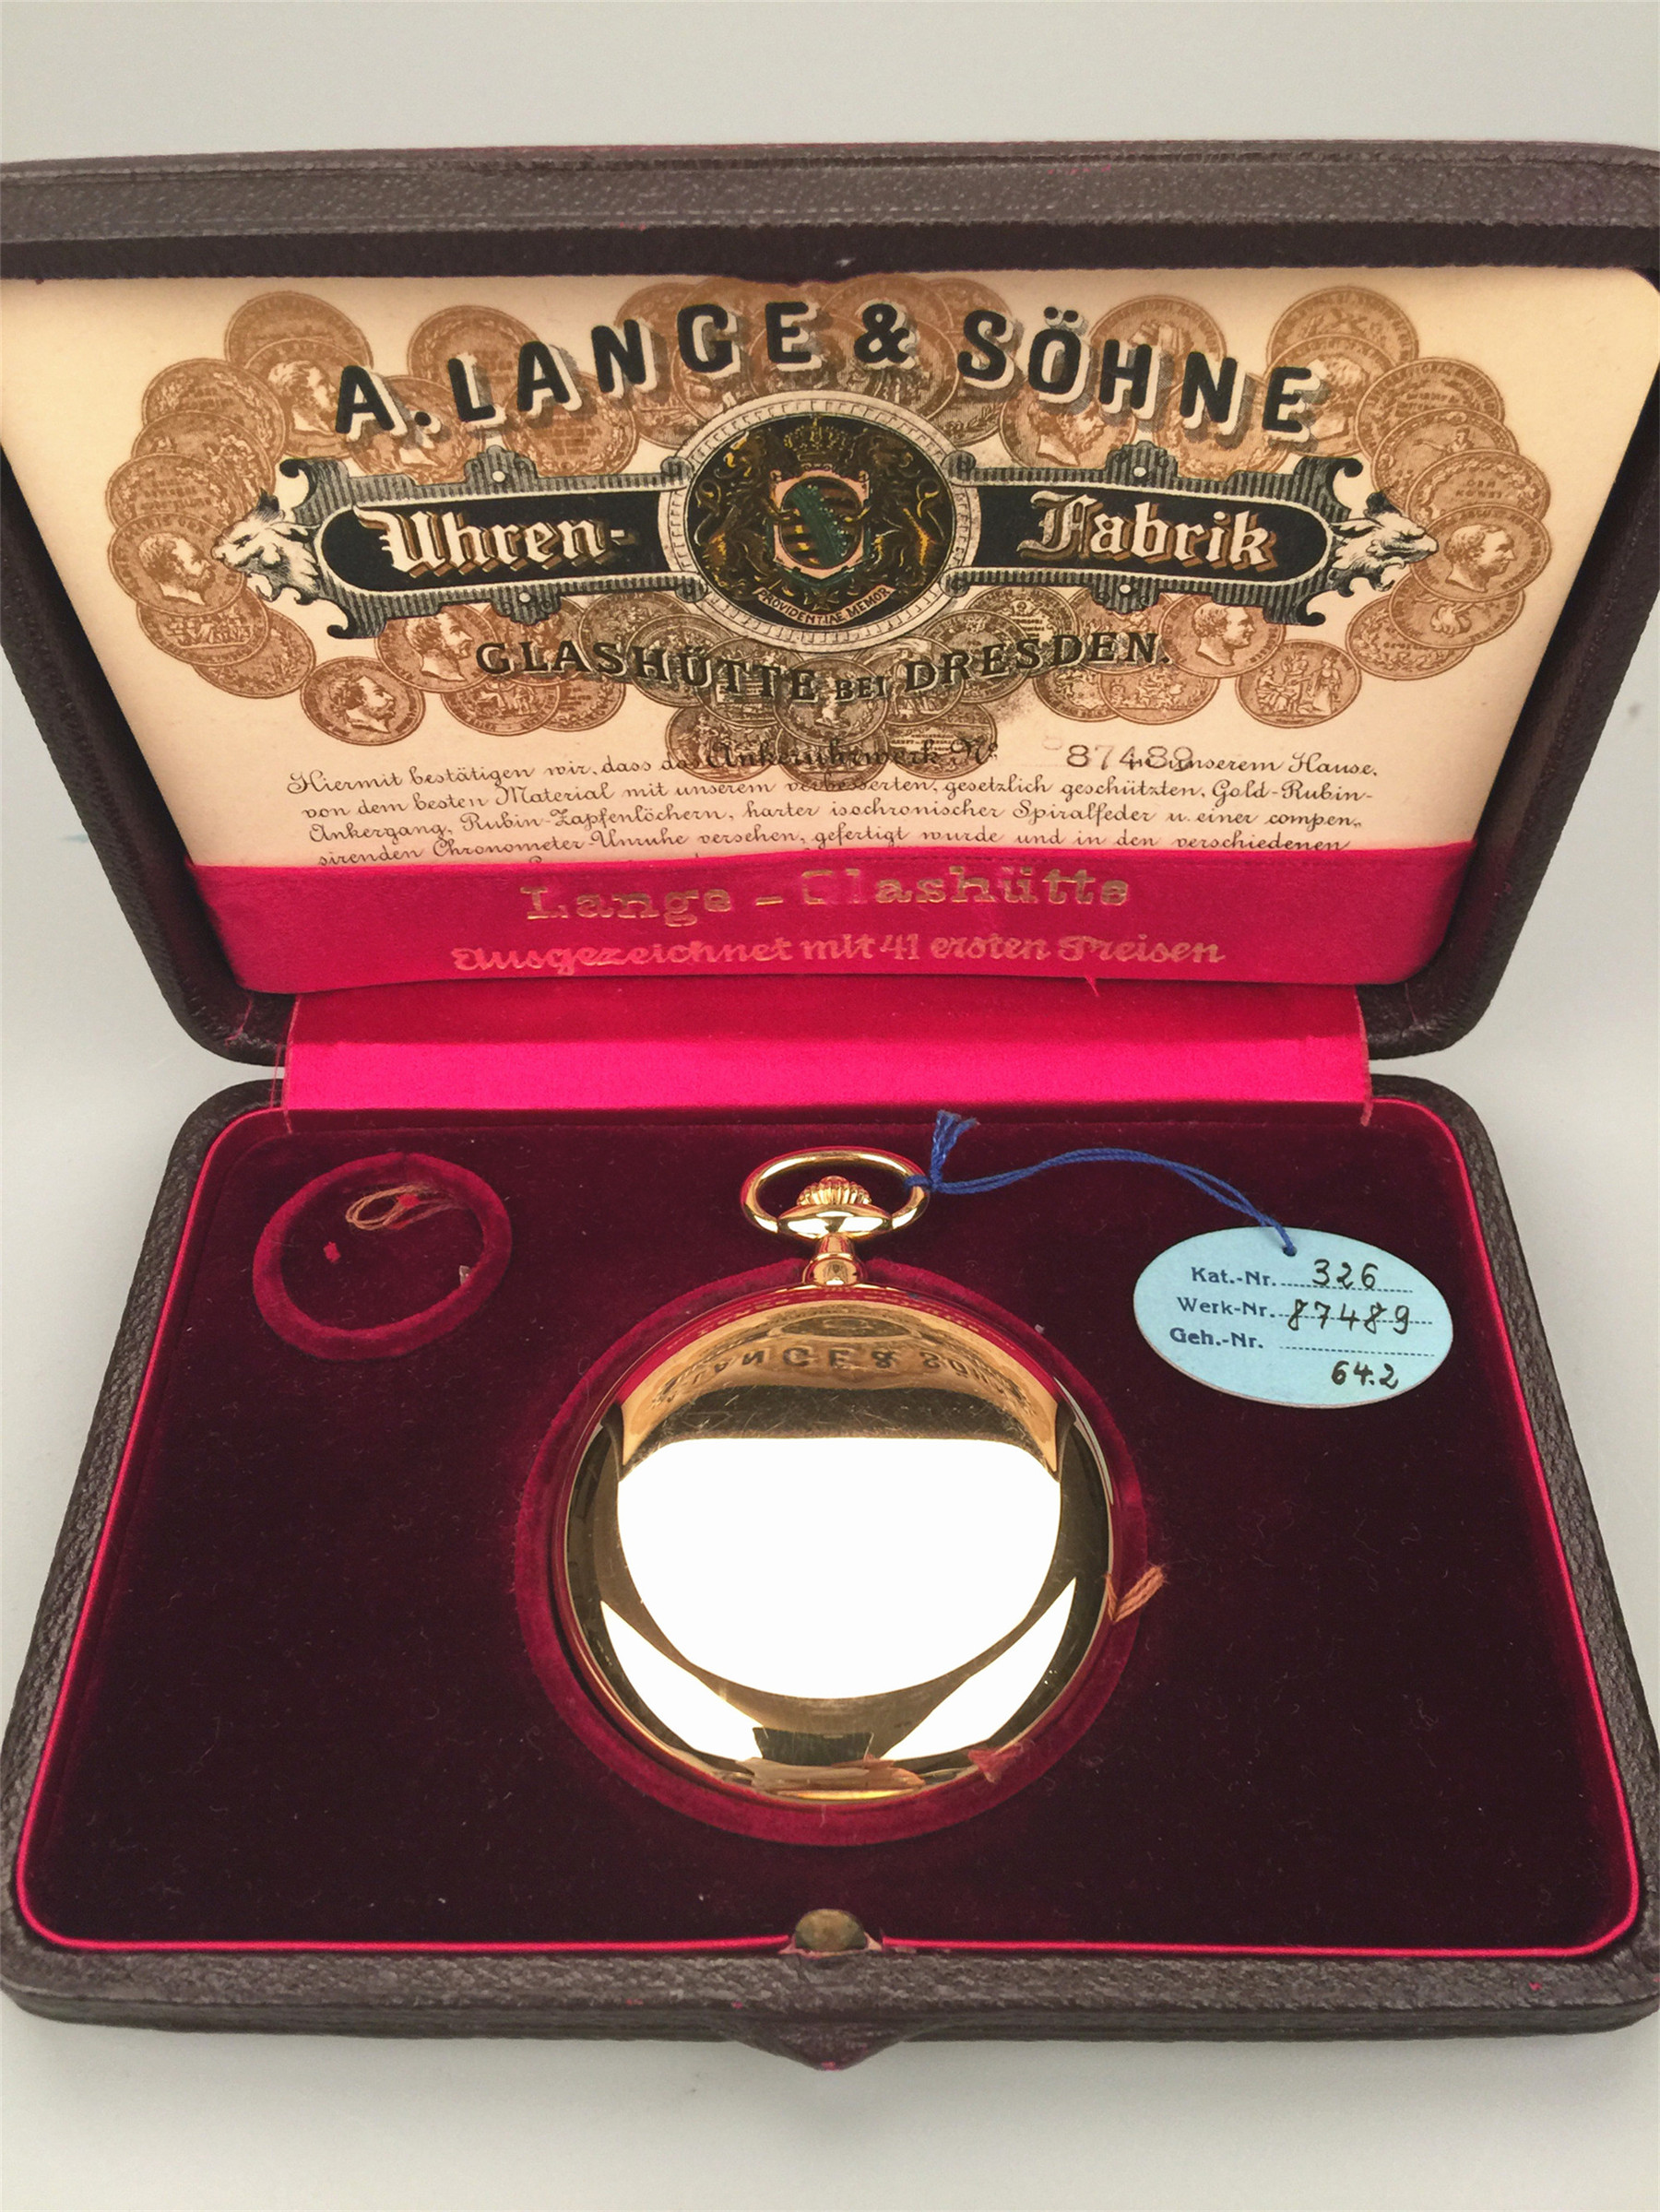 A. LANGE & SÖHNE
Uhren- Fabrik
PROVIDENTIAE MEMOR
GLASHÜTTE BEI DRESDEN.
Hiermit bestätigen wir, dass das Ankeruhrwerk No 87489 in unserem Hause,
von dem besten Material mit unserem verbesserten, gesetzlich geschützten, Gold-Rubin-
Ankergang, Rubin-Zapfenlöchern, harter isochronischer Spiralfeder u. einer compen-
sirenden Chronometer-Unruhe versehen, gefertigt wurde und in den verschiedenen
Lange - Glashütte
Ausgezeichnet mit 41 ersten Preisen
Kat.-Nr. 326
Werk-Nr. 87489
Geh.-Nr.
64.2